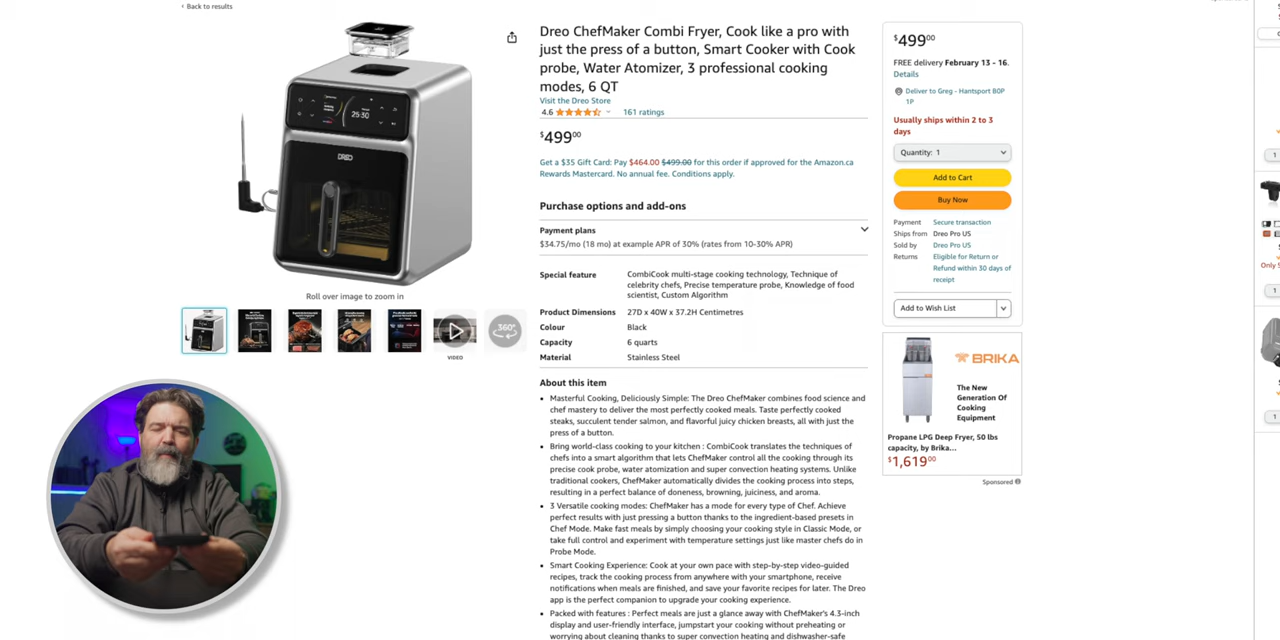 ‹ Back to results
Dreo ChefMaker Combi Fryer, Cook like a pro with
just the press of a button, Smart Cooker with Cook
probe, Water Atomizer, 3 professional cooking
modes, 6 QT
Visit the Dreo Store
4.6
161 ratings
$499.00
Get a $35 Gift Card: Pay $464.00 $499.00 for this order if approved for the Amazon.ca
Rewards Mastercard. No annual fee. Conditions apply.
Purchase options and add-ons
Payment plans
$34.75/mo (18 mo) at example APR of 30% (rates from 10-30% APR)
Special feature
CombiCook multi-stage cooking technology, Technique of
celebrity chefs, Precise temperature probe, Knowledge of food
scientist, Custom Algorithm
Product Dimensions 27D x 40W x 37.2H Centimetres
Colour Black
Capacity 6 quarts
Material Stainless Steel
About this item
• Masterful Cooking, Deliciously Simple: The Dreo ChefMaker combines food science and
chef mastery to deliver the most perfectly cooked meals. Taste perfectly cooked
steaks, succulent tender salmon, and flavorful juicy chicken breasts, all with just the
press of a button.
• Bring world-class cooking to your kitchen : CombiCook translates the techniques of
chefs into a smart algorithm that lets ChefMaker control all the cooking through its
precise cook probe, water atomization and super convection heating systems. Unlike
traditional cookers, ChefMaker automatically divides the cooking process into steps,
resulting in a perfect balance of doneness, browning, juiciness, and aroma.
• 3 Versatile cooking modes: ChefMaker has a mode for every type of Chef. Achieve
perfect results with just pressing a button thanks to the ingredient-based presets in
Chef Mode. Make fast meals by simply choosing your cooking style in Classic Mode, or
take full control and experiment with temperature settings just like master chefs do in
Probe Mode.
• Smart Cooking Experience: Cook at your own pace with step-by-step video-guided
recipes, track the cooking process from anywhere with your smartphone, receive
notifications when meals are finished, and save your favorite recipes for later. The Dreo
app is the perfect companion to upgrade your cooking experience.
• Packed with features : Perfect meals are just a glance away with ChefMaker's 4.3-inch
display and user-friendly interface, jumpstart your cooking without preheating or
worrying about cleaning thanks to super convection heating and dishwasher-safe
25:30
DREO
Roll over image to zoom in
360°
VIDEO
$499.00
FREE delivery February 13 - 16.
Details
Deliver to Greg - Hantsport B0P
1P
Usually ships within 2 to 3
days
Quantity: 1
Add to Cart
Buy Now
Payment Secure transaction
Ships from Dreo Pro US
Sold by Dreo Pro US
Returns Eligible for Return or
Refund within 30 days of
receipt
Add to Wish List
BRIKA
The New
Generation Of
Cooking
Equipment
Propane LPG Deep Fryer, 50 lbs
capacity, by Brika...
$1,619.00
Sponsored